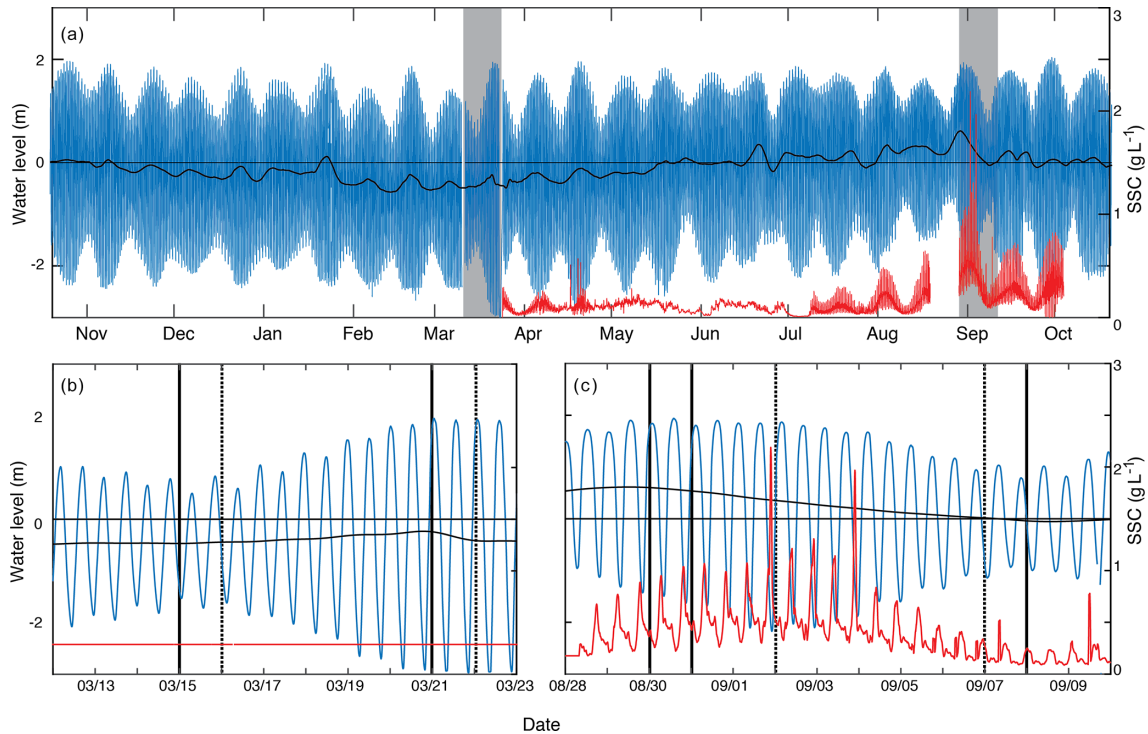 (a)
Water level (m)
2
0
-2
3
2
1
0
SSC (g L⁻¹)
Nov Dec Jan Feb Mar Apr May Jun Jul Aug Sep Oct
(b)
Water level (m)
2
0
-2
03/13 03/15 03/17 03/19 03/21 03/23
(c)
3
2
1
0
SSC (g L⁻¹)
08/28 08/30 09/01 09/03 09/05 09/07 09/09
Date